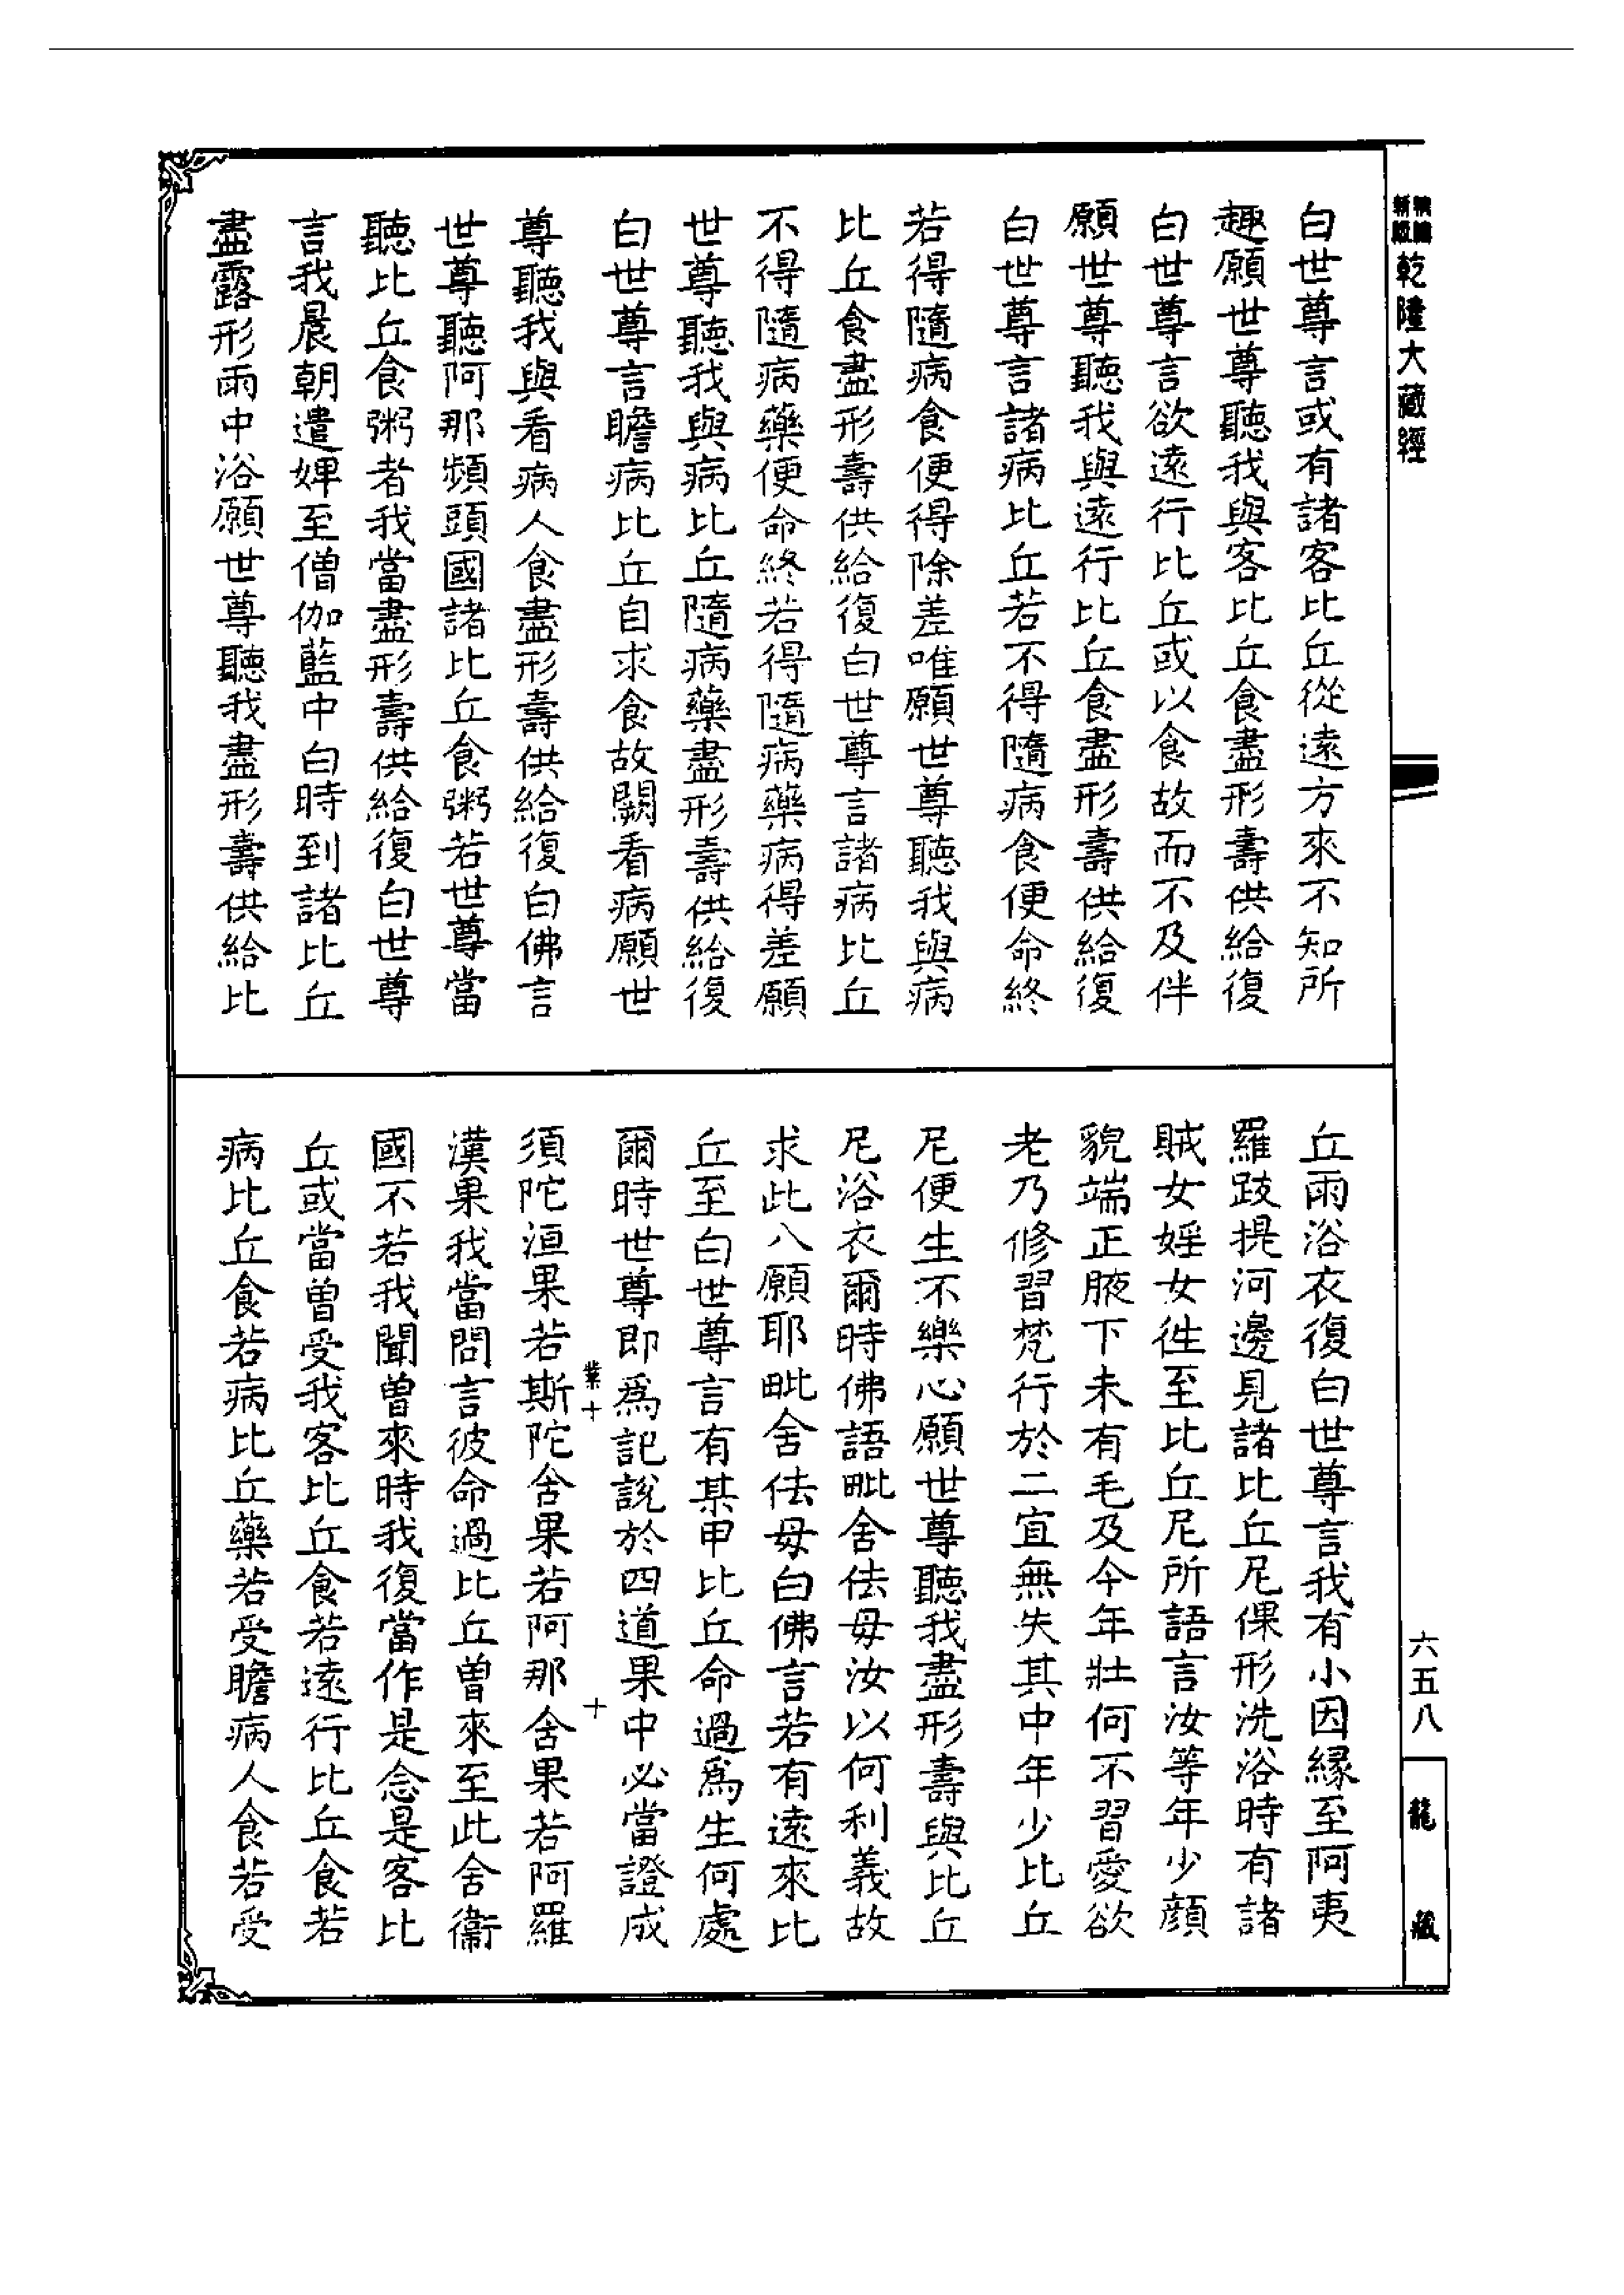 乾隆大藏經
白世尊言或有諸客比丘從遠方來不知所
趣願世尊聽我與客比丘食盡形壽供給復
白世尊言欲遠行比丘或以食故而不及伴
願世尊聽我與遠行比丘食盡形壽供給復
白世尊言諸病比丘若不得隨病食便命終
若得隨病食便得除差唯願世尊聽我與病
比丘食盡形壽供給復白世尊言諸病比丘
不得隨病藥便命終若得隨病藥病得差願
世尊聽我與病比丘隨病藥盡形壽供給復
白世尊言瞻病比丘自求食故闕看病願世
尊聽我與看病人食盡形壽供給復白佛言
世尊聽阿那頻頭國諸比丘食粥若世尊當
聽比丘食粥者我當盡形壽供給復白世尊
言我晨朝遣婢至僧伽藍中白時到諸比丘
盡露形雨中浴願世尊聽我盡形壽供給比
丘雨浴衣復白世尊言我有小因緣至阿夷
羅跋提河邊見諸比丘尼倮形洗浴時有諸
賊女婬女徃至比丘尼所語言汝等年少顔
貌端正腋下未有毛及今年壯何不習愛欲
老乃修習梵行於二宜無失其中年少比丘
尼便生不樂心願世尊聽我盡形壽與比丘
尼浴衣爾時佛語毗舍佉母汝以何利義故
求此八願耶毗舍佉母白佛言若有遠來比
丘至白世尊言有某甲比丘命過爲生何處
爾時世尊即爲記說於四道果中必當證成
業十
十
須陀洹果若斯陀舍果若阿那舍果若阿羅
漢果我當問言彼命過比丘曽來至此舍衞
國不若我聞曽來時我復當作是念是客比
丘或當曽受我客比丘食若遠行比丘食若
病比丘食若病比丘藥若受瞻病人食若受
六五八
龍藏